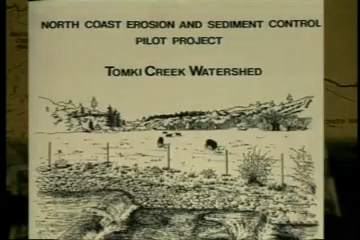 NORTH COAST EROSION AND SEDIMENT CONTROL
PILOT PROJECT
TOMKI CREEK WATERSHED